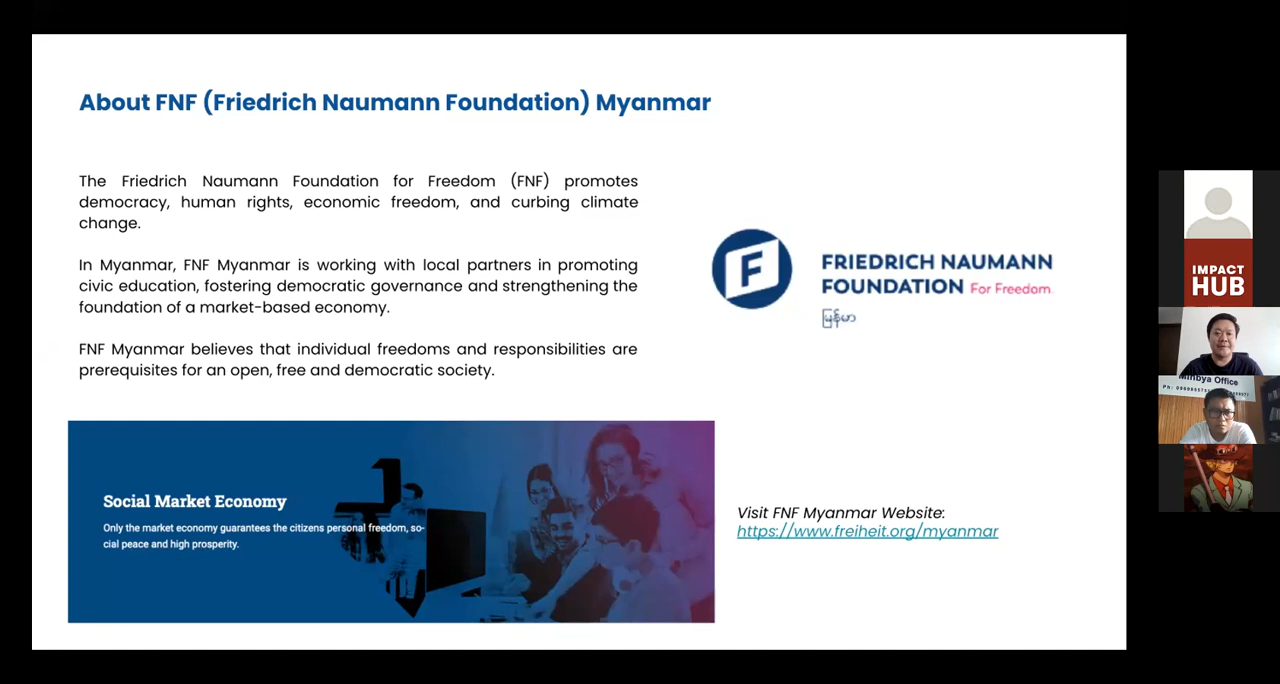 About FNF (Friedrich Naumann Foundation) Myanmar
The Friedrich Naumann Foundation for Freedom (FNF) promotes
democracy, human rights, economic freedom, and curbing climate
change.
In Myanmar, FNF Myanmar is working with local partners in promoting
civic education, fostering democratic governance and strengthening the
foundation of a market-based economy.
FNF Myanmar believes that individual freedoms and responsibilities are
prerequisites for an open, free and democratic society.
F
FRIEDRICH NAUMANN
FOUNDATION For Freedom.
မြန်မာ
Social Market Economy
Only the market economy guarantees the citizens personal freedom, so-
cial peace and high prosperity.
Visit FNF Myanmar Website:
https://www.freiheit.org/myanmar
IMPACT
HUB
Minbya Office